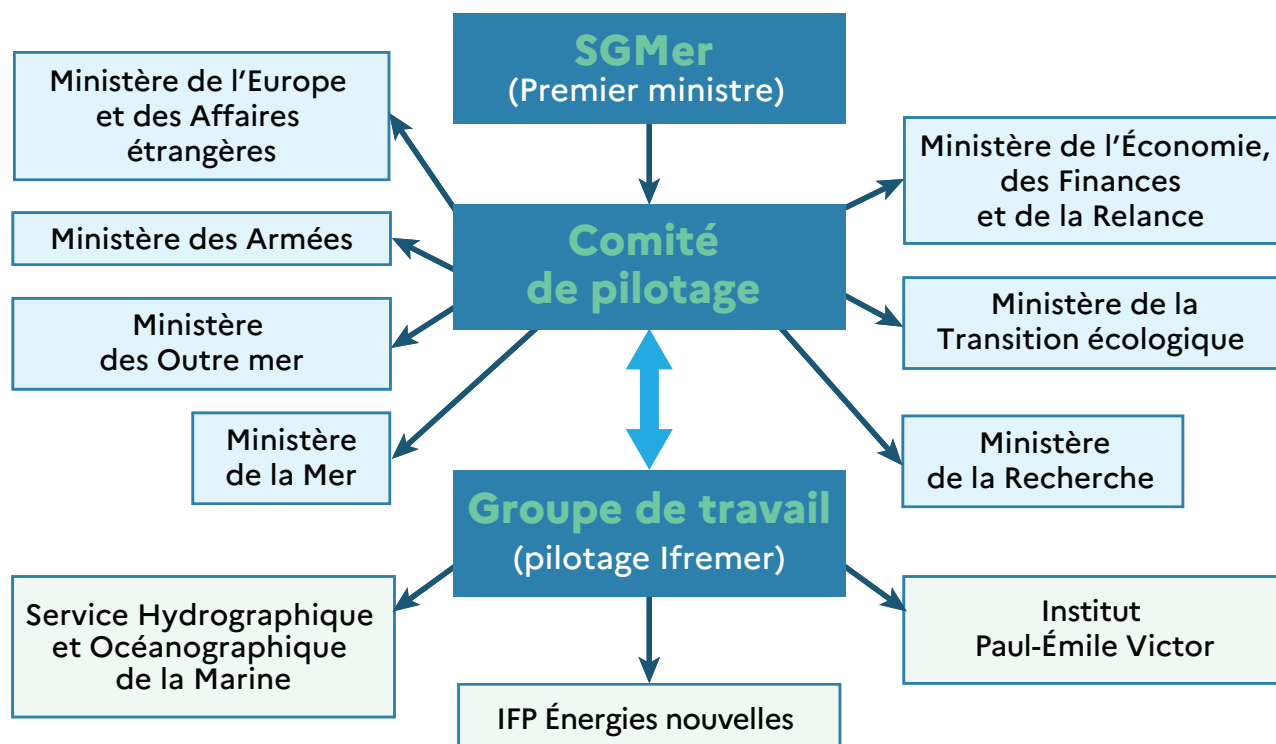 SGMer
(Premier ministre)
Ministère de l’Europe
et des Affaires
étrangères
Ministère de l’Économie,
des Finances
et de la Relance
Ministère des Armées
Comité
de pilotage
Ministère
des Outre mer
Ministère de la
Transition écologique
Ministère
de la Mer
Ministère
de la Recherche
Groupe de travail
(pilotage Ifremer)
Service Hydrographique
et Océanographique
de la Marine
IFP Énergies nouvelles
Institut
Paul-Émile Victor